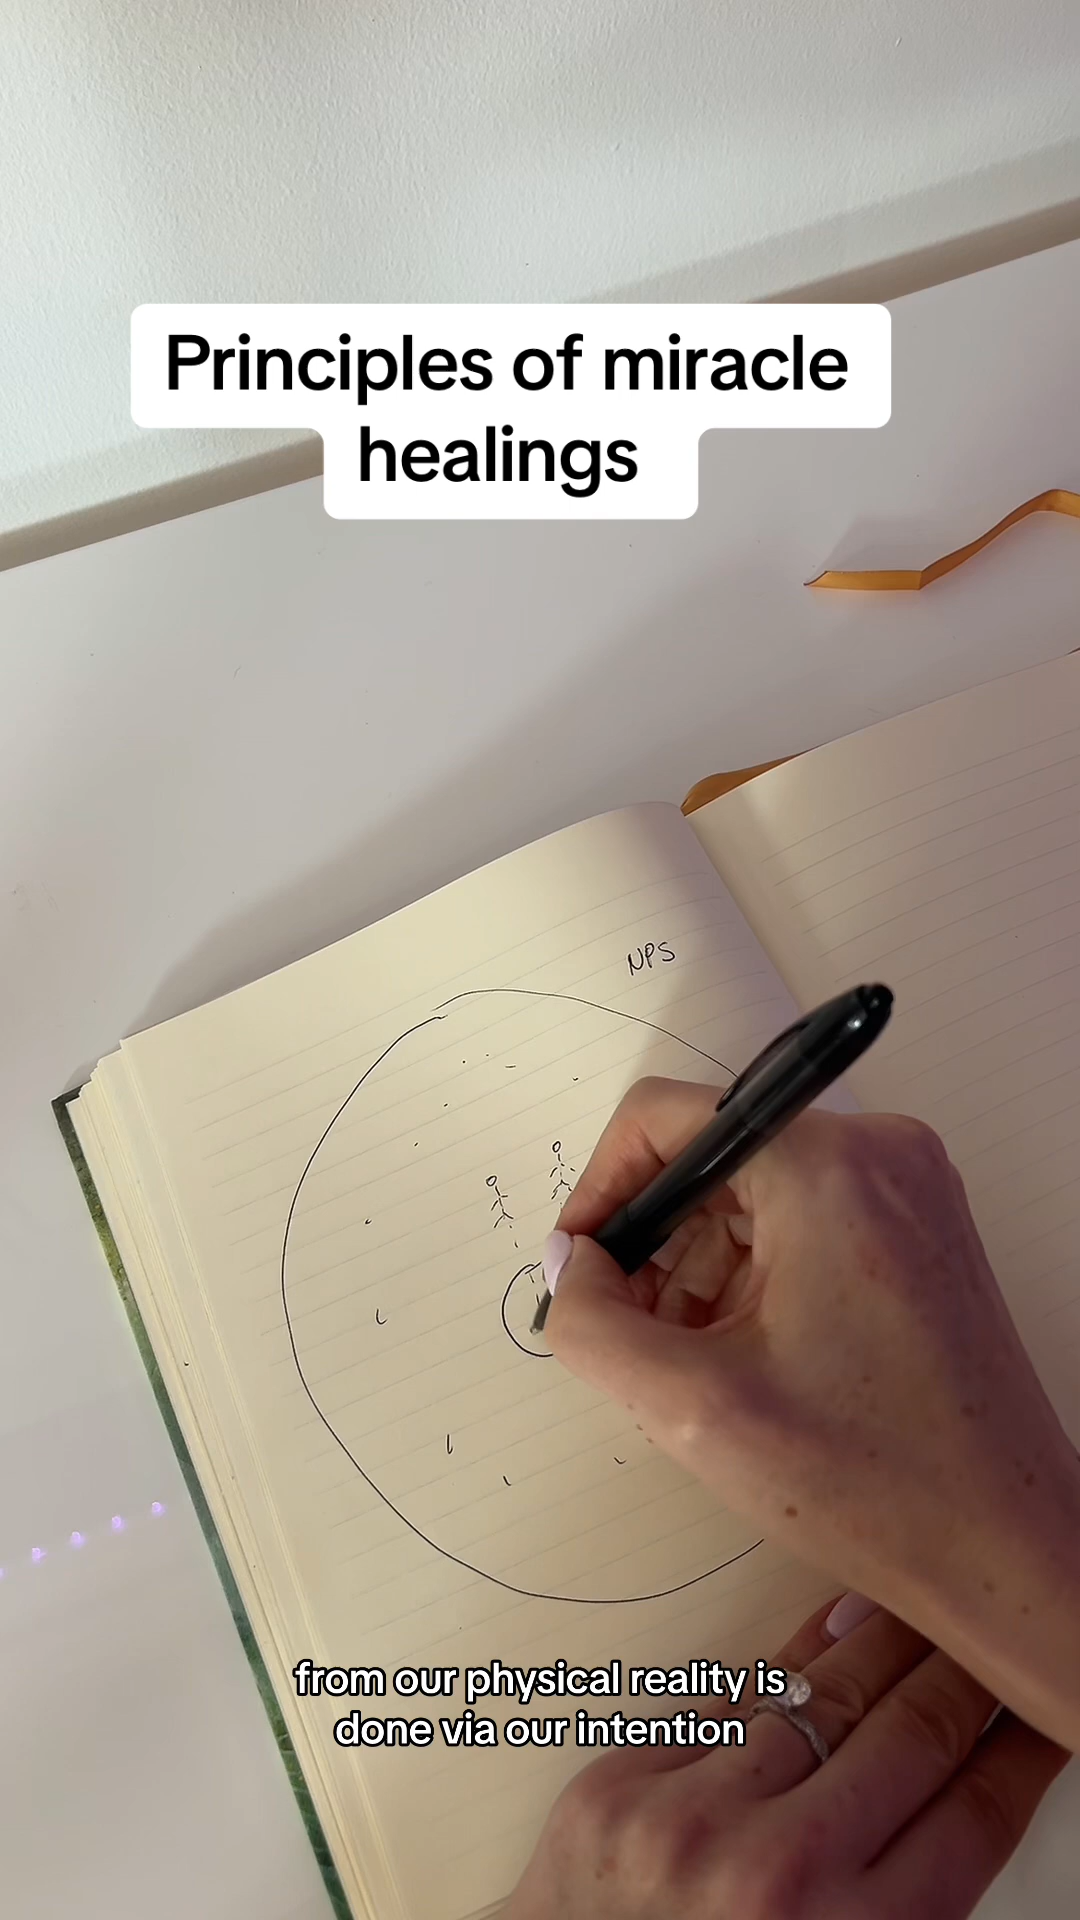 Principles of miracle
healings
NPS
from our physical reality is
done via our intention